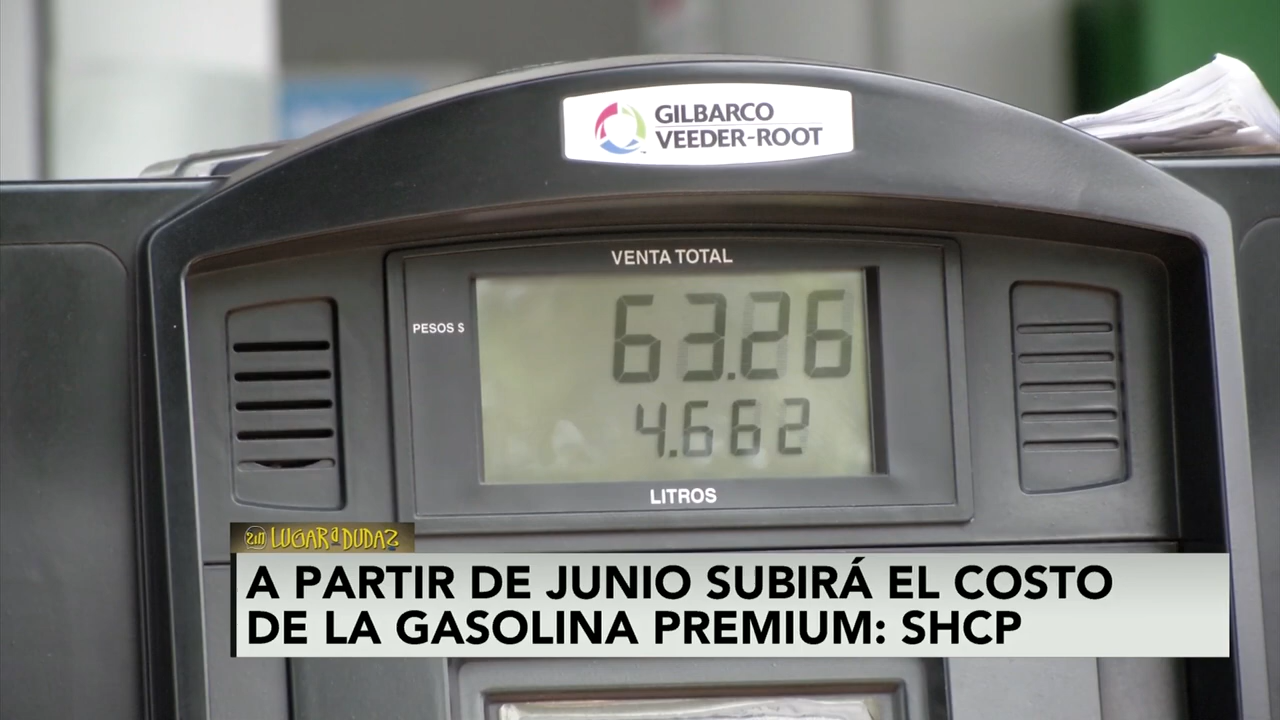 GILBARCO
VEEDER-ROOT
VENTA TOTAL
PESOS $
63.26
4.662
LITROS
LUGAR a DUDAS
A PARTIR DE JUNIO SUBIRÁ EL COSTO
DE LA GASOLINA PREMIUM: SHCP